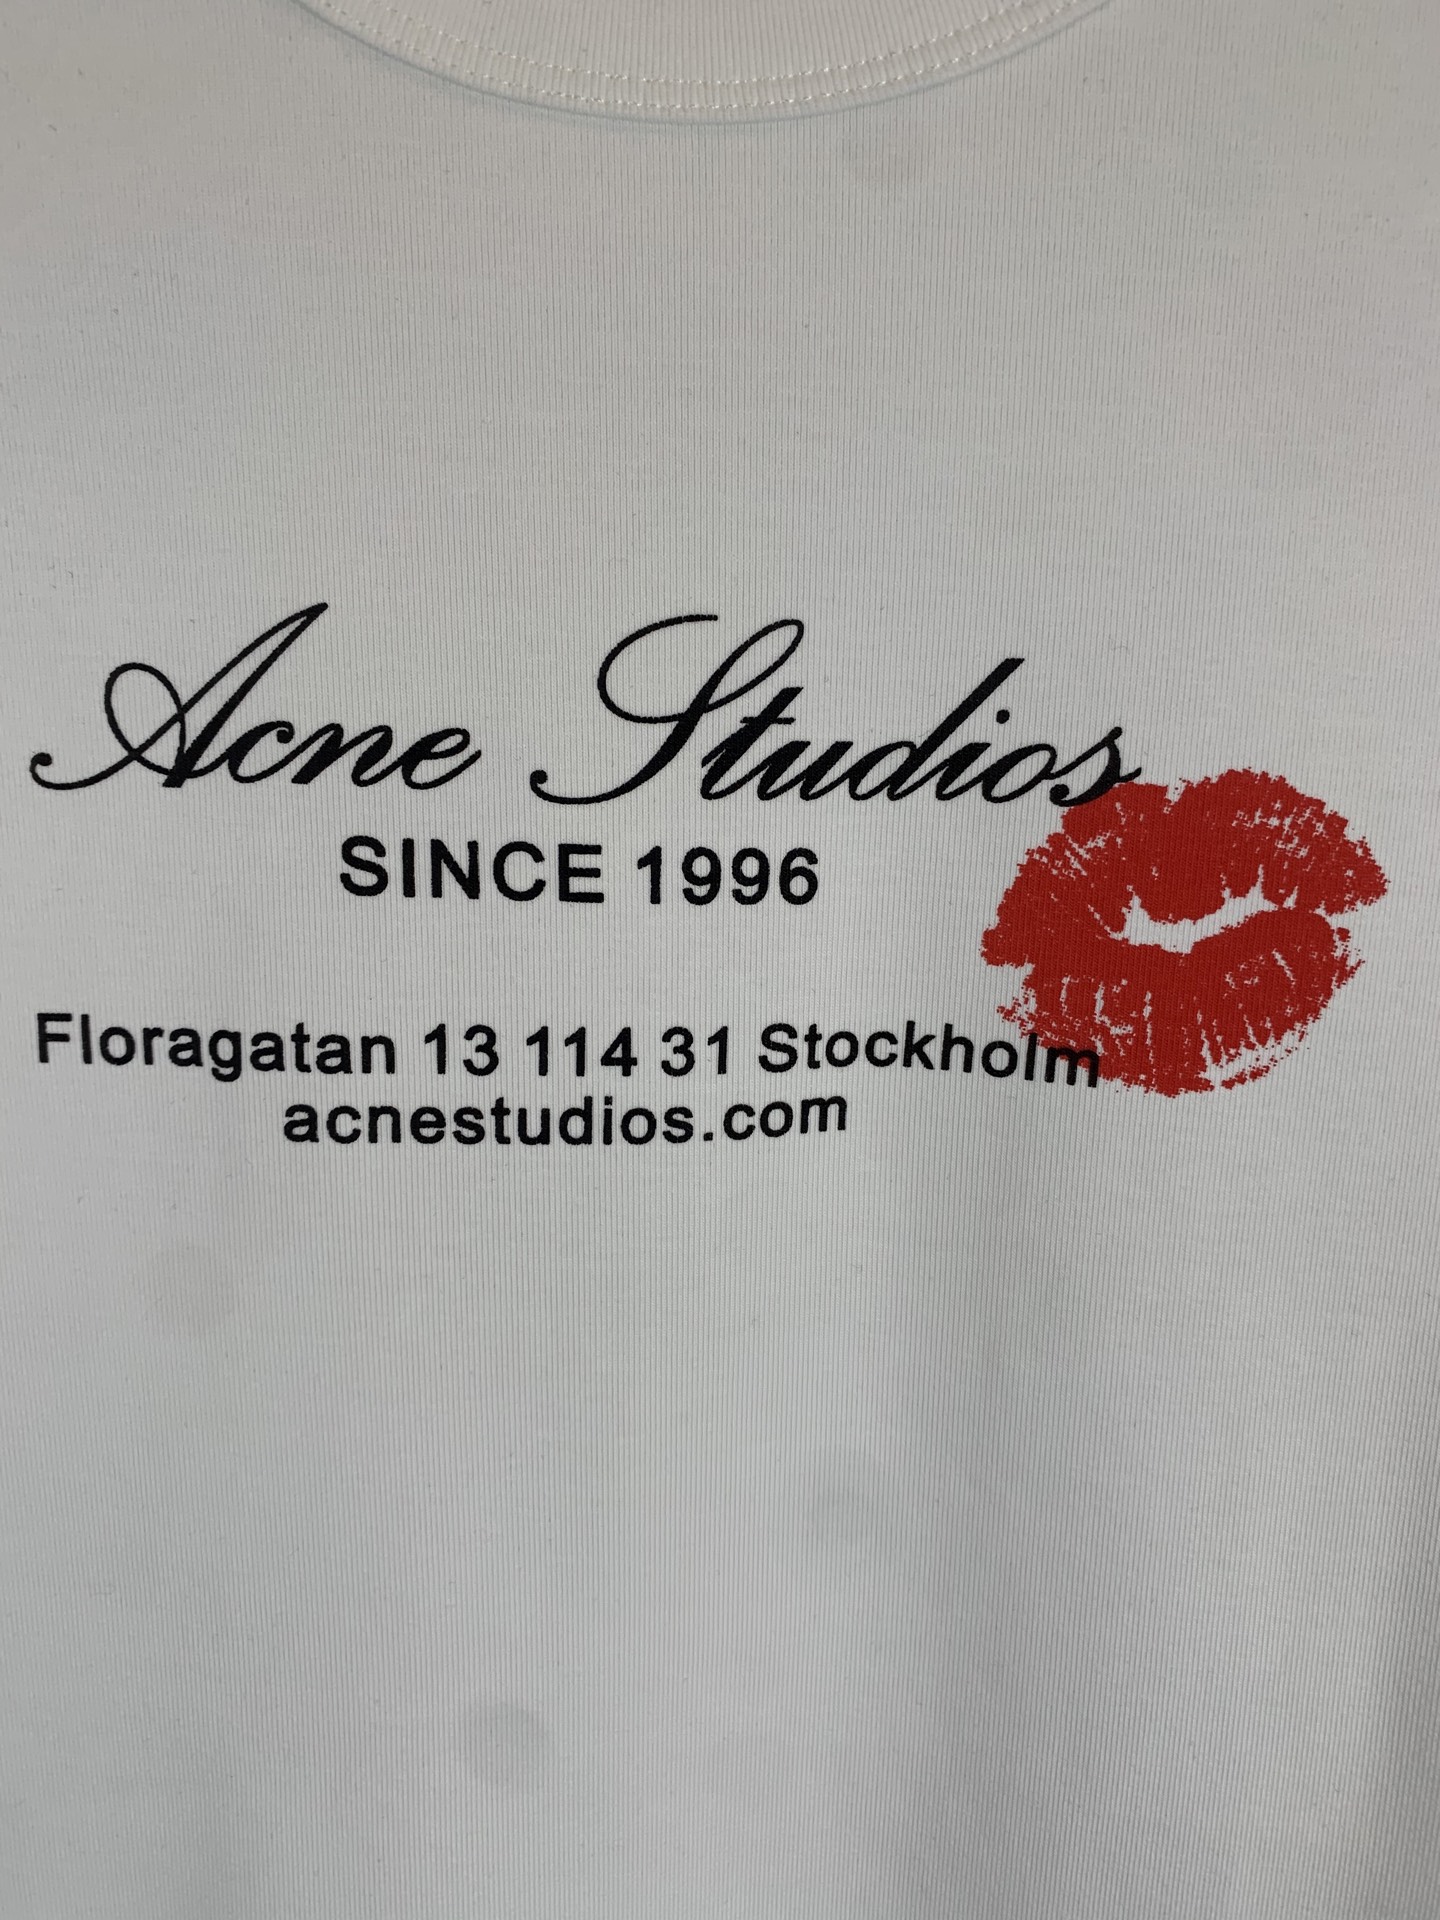 Acne Studios
SINCE 1996
Floragatan 13 114 31 Stockholm
acnestudios.com